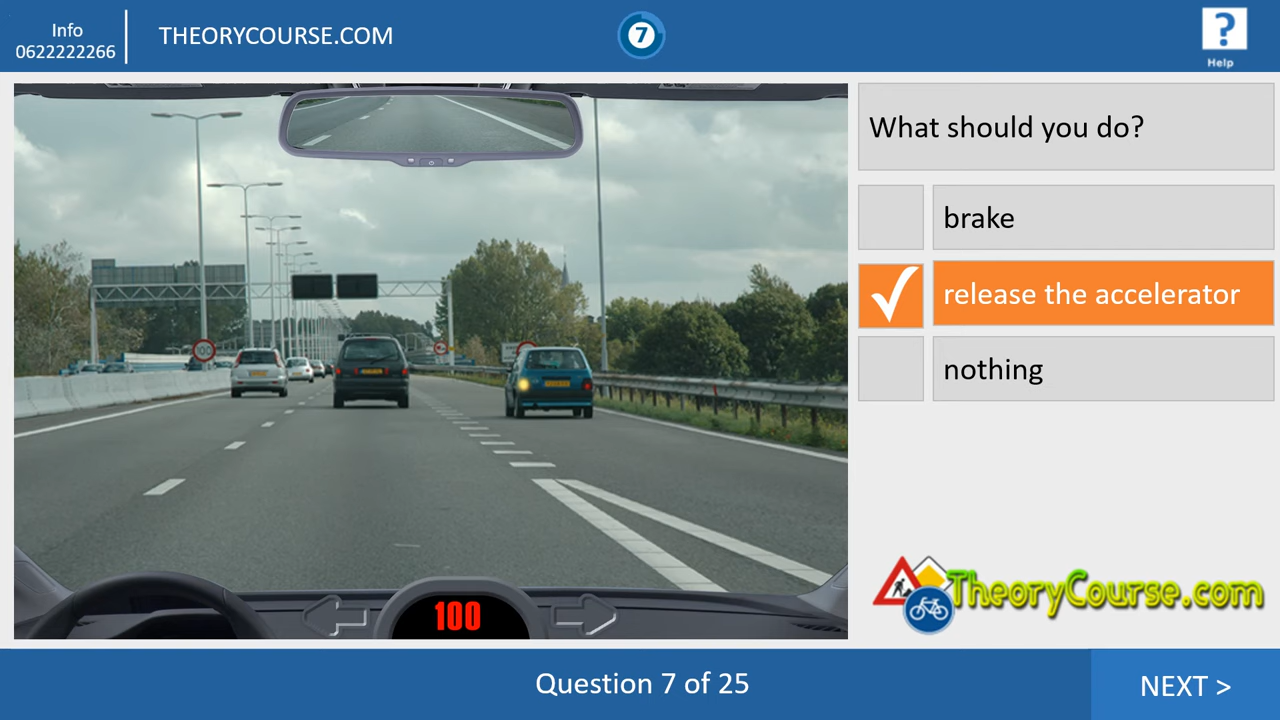 Info
0622222266
THEORYCOURSE.COM
7
?
Help
What should you do?
brake
release the accelerator
nothing
100
100
TheoryCourse.com
Question 7 of 25
NEXT >